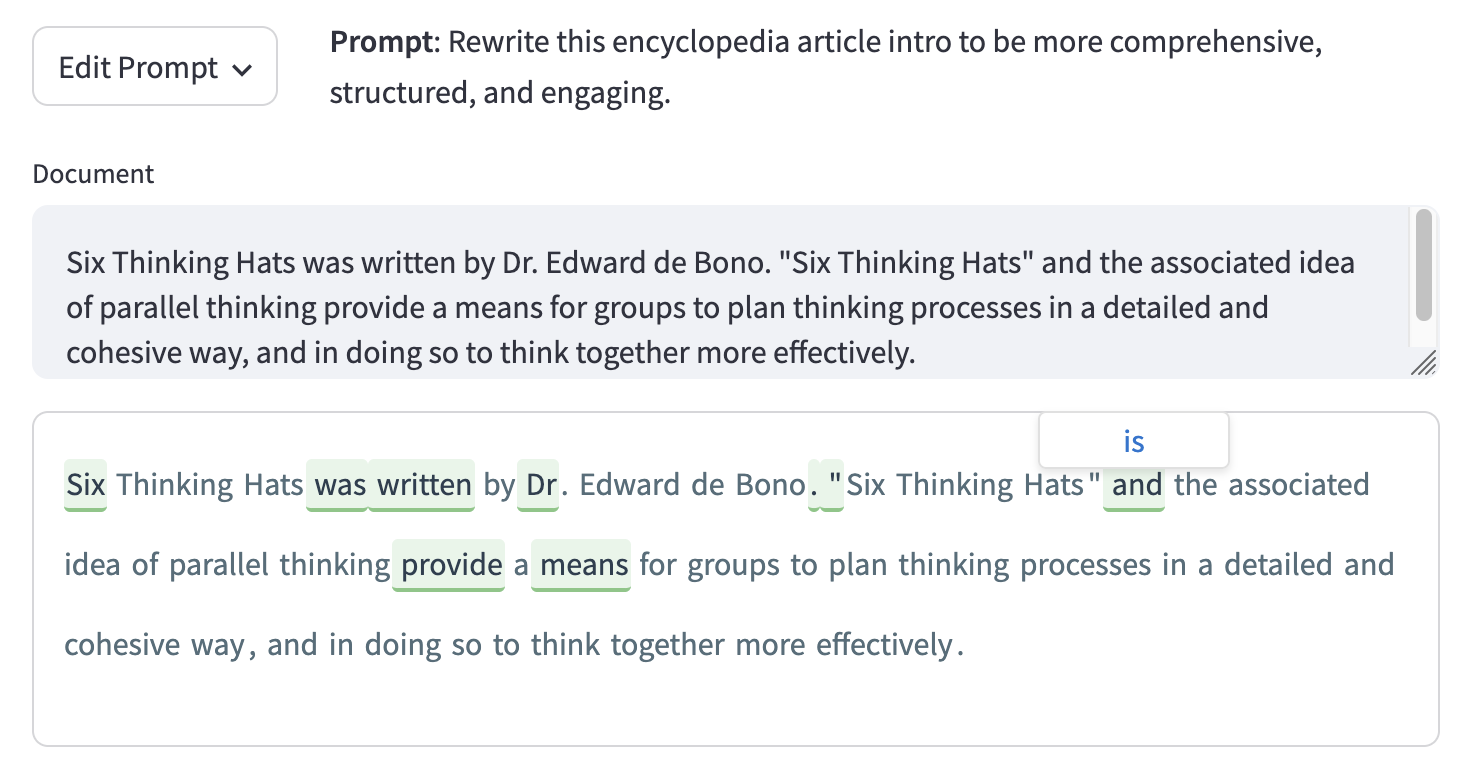 Edit Prompt
Prompt: Rewrite this encyclopedia article intro to be more comprehensive,
structured, and engaging.
Document
Six Thinking Hats was written by Dr. Edward de Bono. "Six Thinking Hats" and the associated idea
of parallel thinking provide a means for groups to plan thinking processes in a detailed and
cohesive way, and in doing so to think together more effectively.
is
Six Thinking Hats was written by Dr. Edward de Bono. "Six Thinking Hats" and the associated
idea of parallel thinking provide a means for groups to plan thinking processes in a detailed and
cohesive way, and in doing so to think together more effectively.